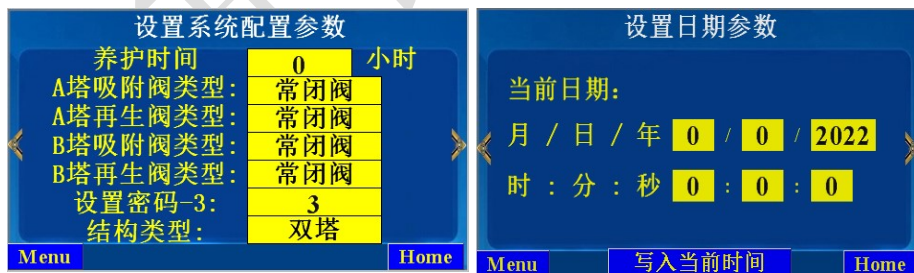 设置系统配置参数
养护时间 0 小时
A塔吸附阀类型: 常闭阀
A塔再生阀类型: 常闭阀
B塔吸附阀类型: 常闭阀
B塔再生阀类型: 常闭阀
设置密码-3: 3
结构类型: 双塔
Menu Home
设置日期参数
当前日期:
月 / 日 / 年 0 / 0 / 2022
时 : 分 : 秒 0 : 0 : 0
Menu 写入当前时间 Home